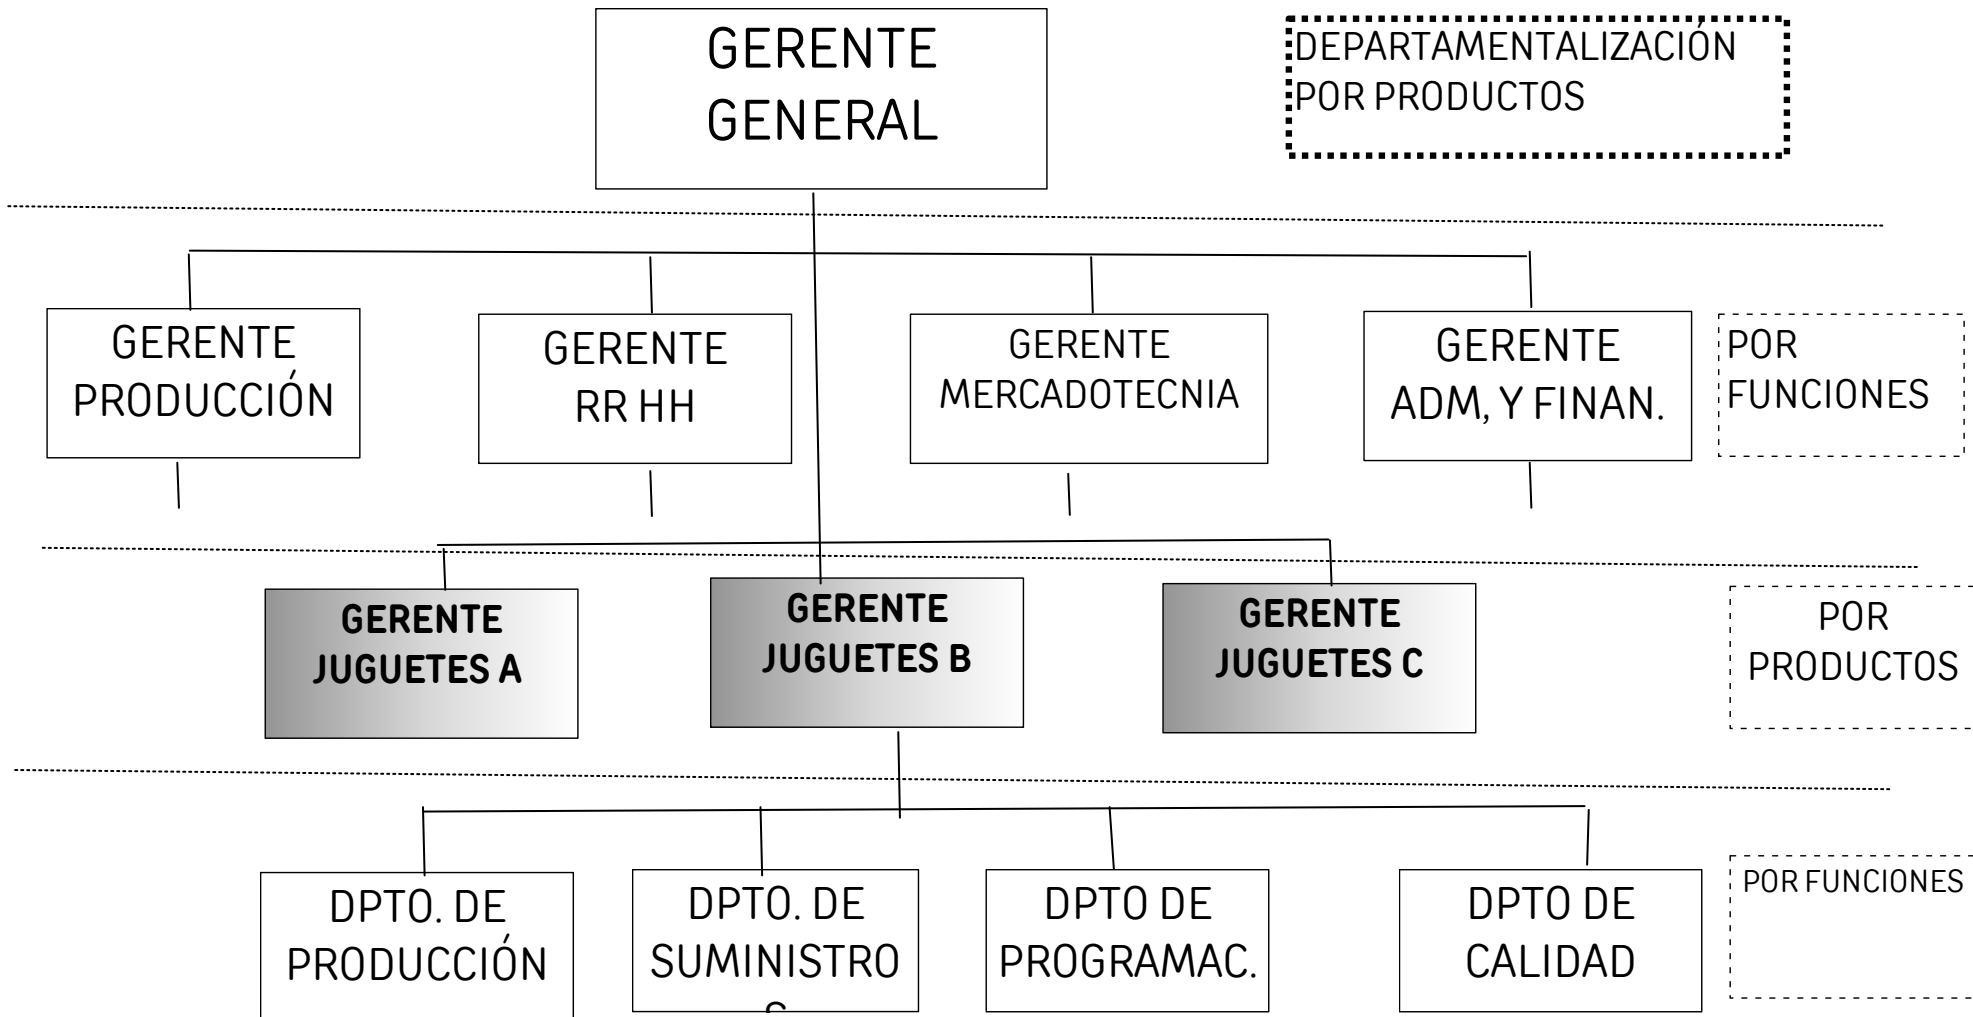 GERENTE
GENERAL
DEPARTAMENTALIZACIÓN
POR PRODUCTOS
GERENTE
PRODUCCIÓN
GERENTE
RR HH
GERENTE
MERCADOTECNIA
GERENTE
ADM, Y FINAN.
POR
FUNCIONES
GERENTE
JUGUETES A
GERENTE
JUGUETES B
GERENTE
JUGUETES C
POR
PRODUCTOS
DPTO. DE
PRODUCCIÓN
DPTO. DE
SUMINISTRO
S
DPTO DE
PROGRAMAC.
DPTO DE
CALIDAD
POR FUNCIONES